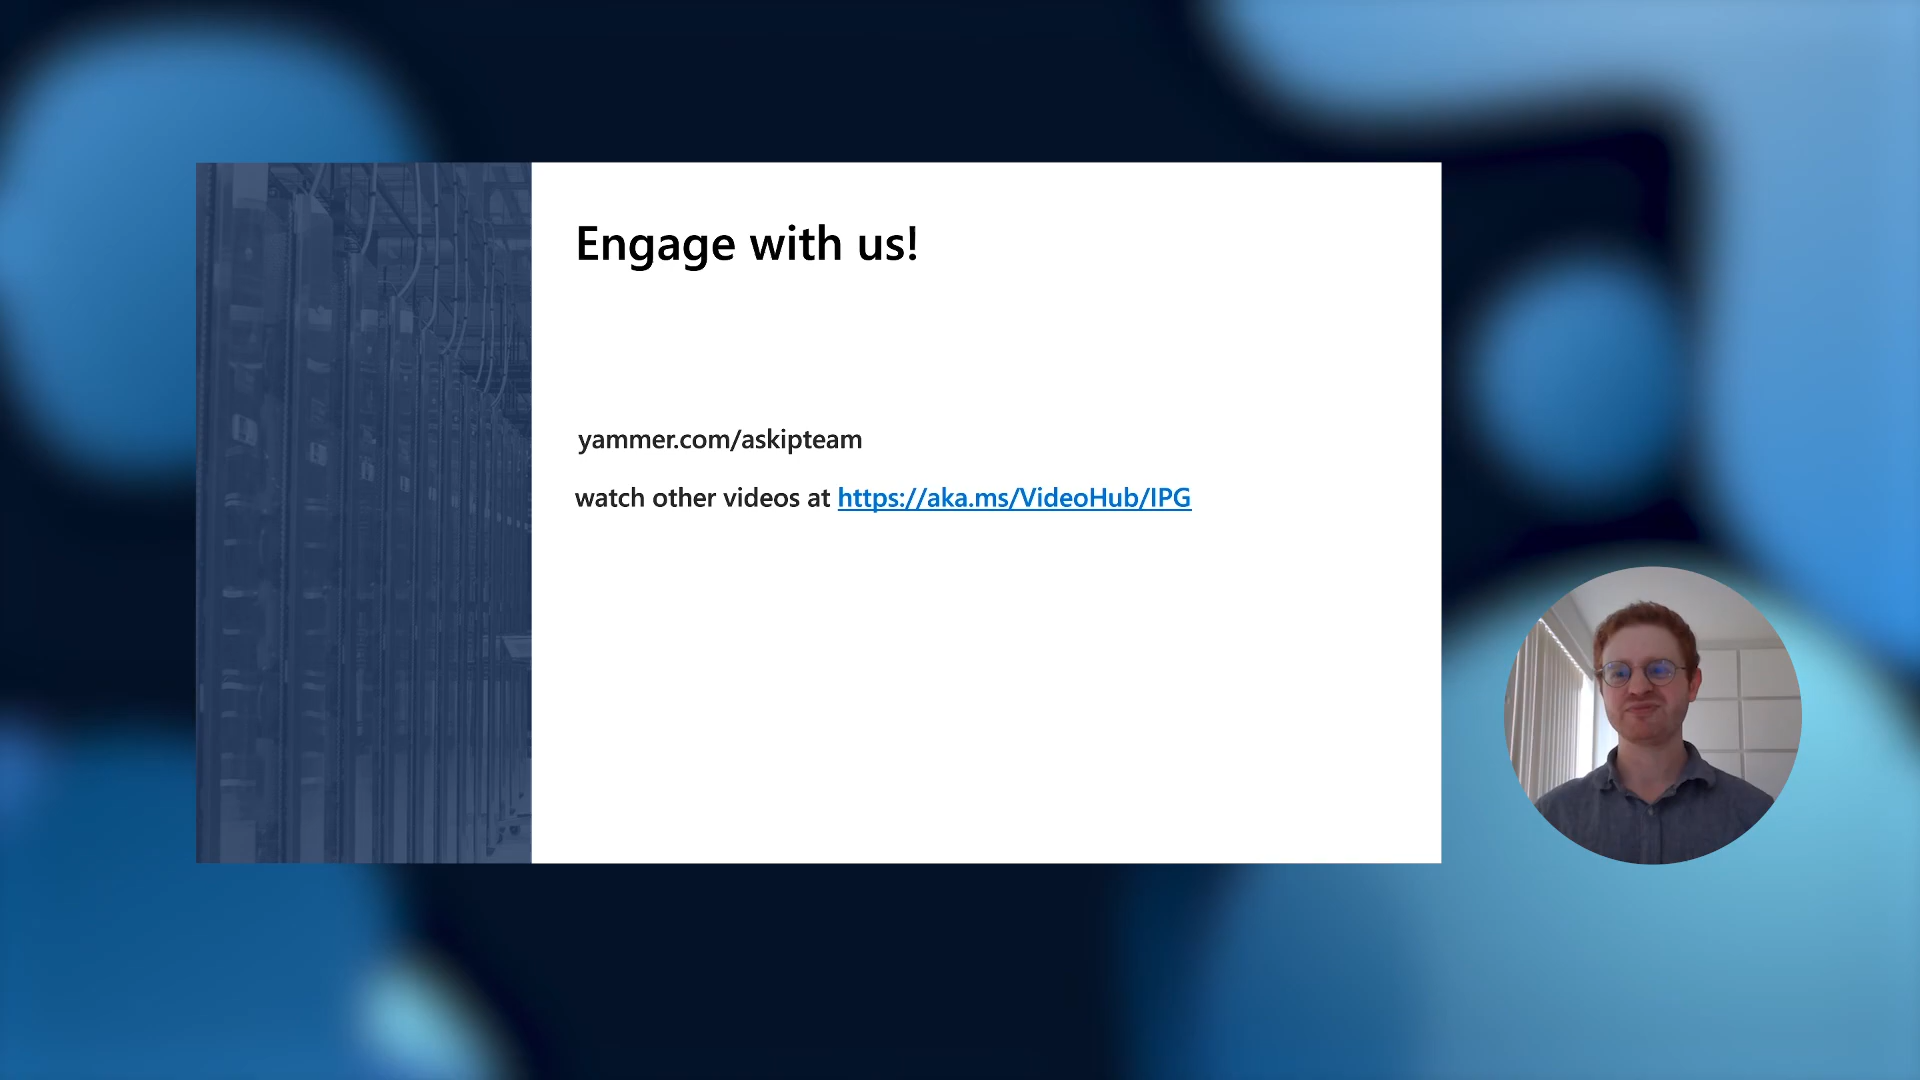 Engage with us!
yammer.com/askipteam
watch other videos at https://aka.ms/VideoHub/IPG